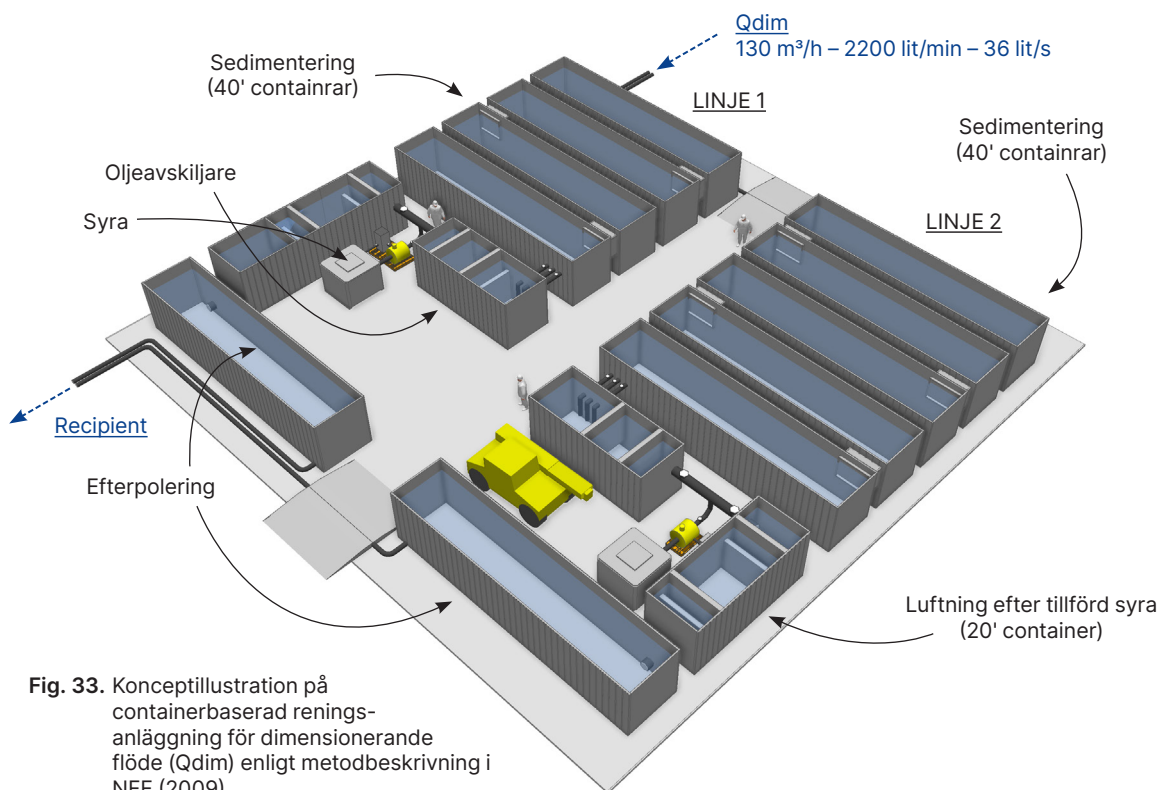 Qdim
130 m³/h – 2200 lit/min – 36 lit/s
Sedimentering
(40' containrar)
LINJE 1
Sedimentering
(40' containrar)
Oljeavskiljare
Syra
LINJE 2
Recipient
Efterpolering
Luftning efter tillförd syra
(20' container)
Fig. 33. Konceptillustration på
containerbaserad renings-
anläggning för dimensionerande
flöde (Qdim) enligt metodbeskrivning i
(2009)